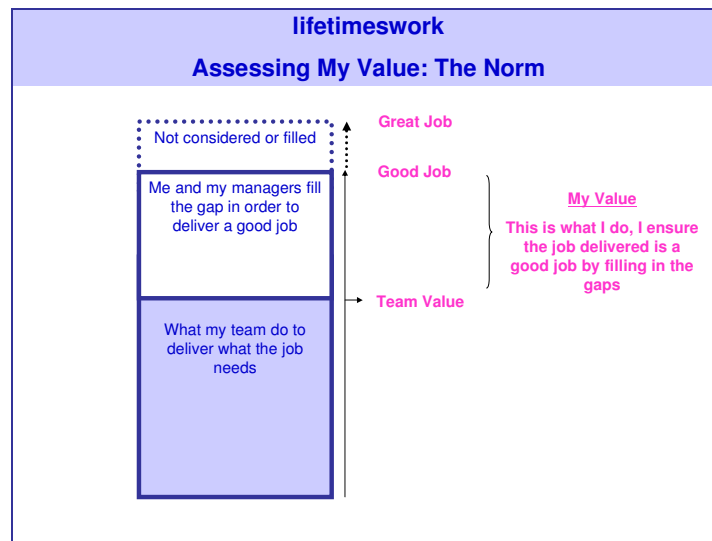 lifetimeswork
Assessing My Value: The Norm
Great Job
Not considered or filled
Good Job
Me and my managers fill
the gap in order to
deliver a good job
My Value
This is what I do, I ensure
the job delivered is a
good job by filling in the
gaps
Team Value
What my team do to
deliver what the job
needs